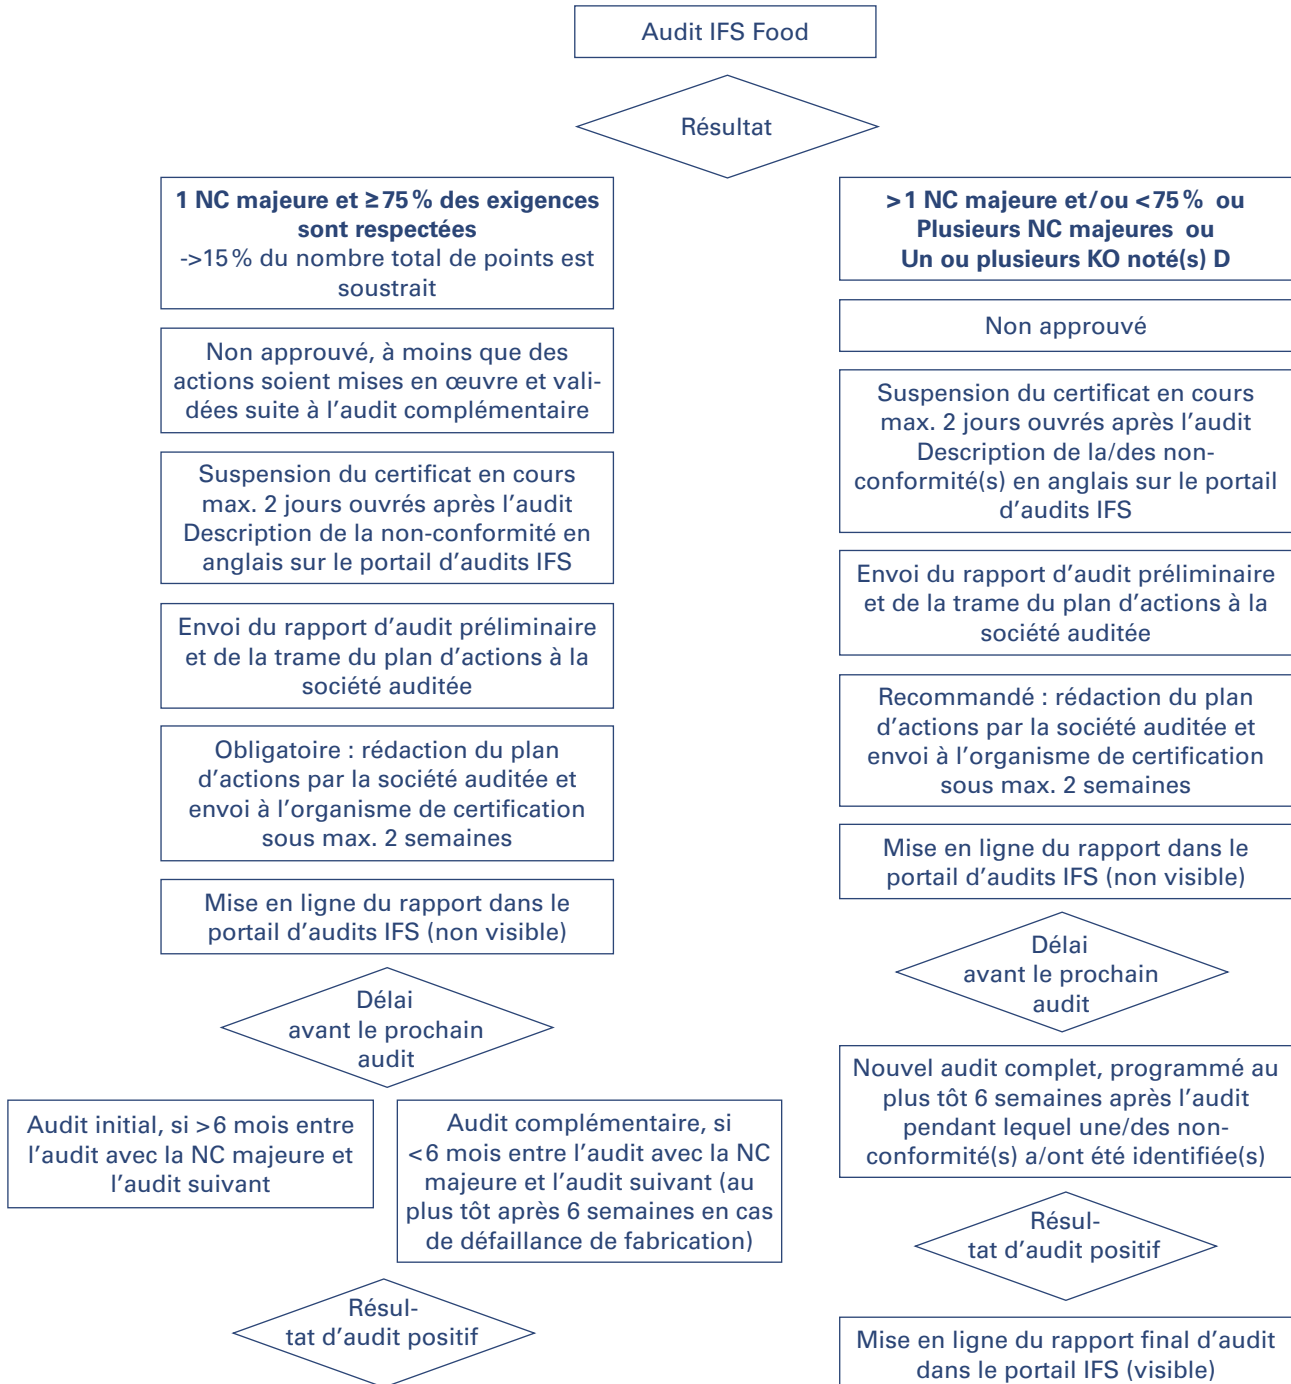 Audit IFS Food
Résultat
1 NC majeure et ≥ 75 % des exigences
sont respectées
->15 % du nombre total de points est
soustrait
Non approuvé, à moins que des
actions soient mises en œuvre et vali-
dées suite à l'audit complémentaire
Suspension du certificat en cours
max. 2 jours ouvrés après l'audit
Description de la non-conformité en
anglais sur le portail d'audits IFS
Envoi du rapport d'audit préliminaire
et de la trame du plan d'actions à la
société auditée
Obligatoire : rédaction du plan
d'actions par la société auditée et
envoi à l'organisme de certification
sous max. 2 semaines
Mise en ligne du rapport dans le
portail d'audits IFS (non visible)
Délai
avant le prochain
audit
Audit initial, si > 6 mois entre
l'audit avec la NC majeure et
l'audit suivant
Audit complémentaire, si
< 6 mois entre l'audit avec la NC
majeure et l'audit suivant (au
plus tôt après 6 semaines en cas
de défaillance de fabrication)
Résul-
tat d'audit positif
> 1 NC majeure et/ou < 75 % ou
Plusieurs NC majeures ou
Un ou plusieurs KO noté(s) D
Non approuvé
Suspension du certificat en cours
max. 2 jours ouvrés après l'audit
Description de la/des non-
conformité(s) en anglais sur le portail
d'audits IFS
Envoi du rapport d'audit préliminaire
et de la trame du plan d'actions à la
société auditée
Recommandé : rédaction du plan
d'actions par la société auditée et
envoi à l'organisme de certification
sous max. 2 semaines
Mise en ligne du rapport dans le
portail d'audits IFS (non visible)
Délai
avant le prochain
audit
Nouvel audit complet, programmé au
plus tôt 6 semaines après l'audit
pendant lequel une/des non-
conformité(s) a/ont été identifiée(s)
Résul-
tat d'audit positif
Mise en ligne du rapport final d'audit
dans le portail IFS (visible)